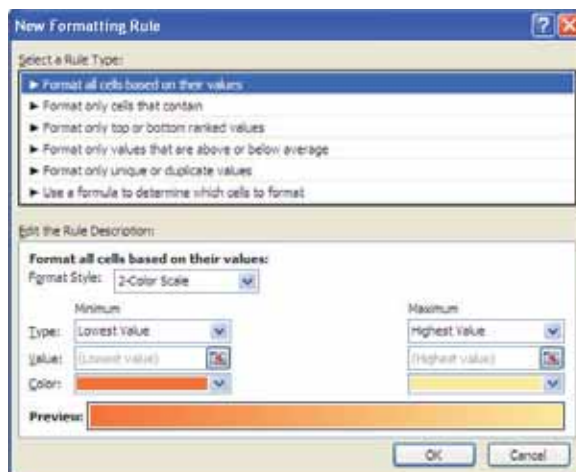 New Formatting Rule
Select a Rule Type:
► Format all cells based on their values
► Format only cells that contain
► Format only top or bottom ranked values
► Format only values that are above or below average
► Format only unique or duplicate values
► Use a formula to determine which cells to format
Edit the Rule Description:
Format all cells based on their values:
Format Style: 2-Color Scale
Minimum Maximum
Type: Lowest Value Highest Value
Value: (Lowest value) (Highest value)
Color:
Preview:
OK Cancel